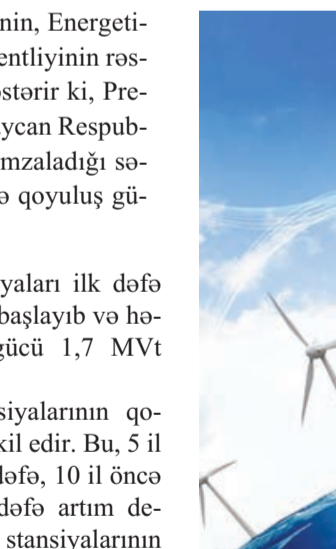 nin, Energeti-
entliyinin rəs-
stərir ki, Pre-
aycan Respub-
mzaladığı sə-
ə qoyuluş gü-
yaları ilk dəfə
başlayıb və hə-
gücü 1,7 MVt
siyalarının qo-
kil edir. Bu, 5 il
dəfə, 10 il öncə
dəfə artım de-
stansiyalarının